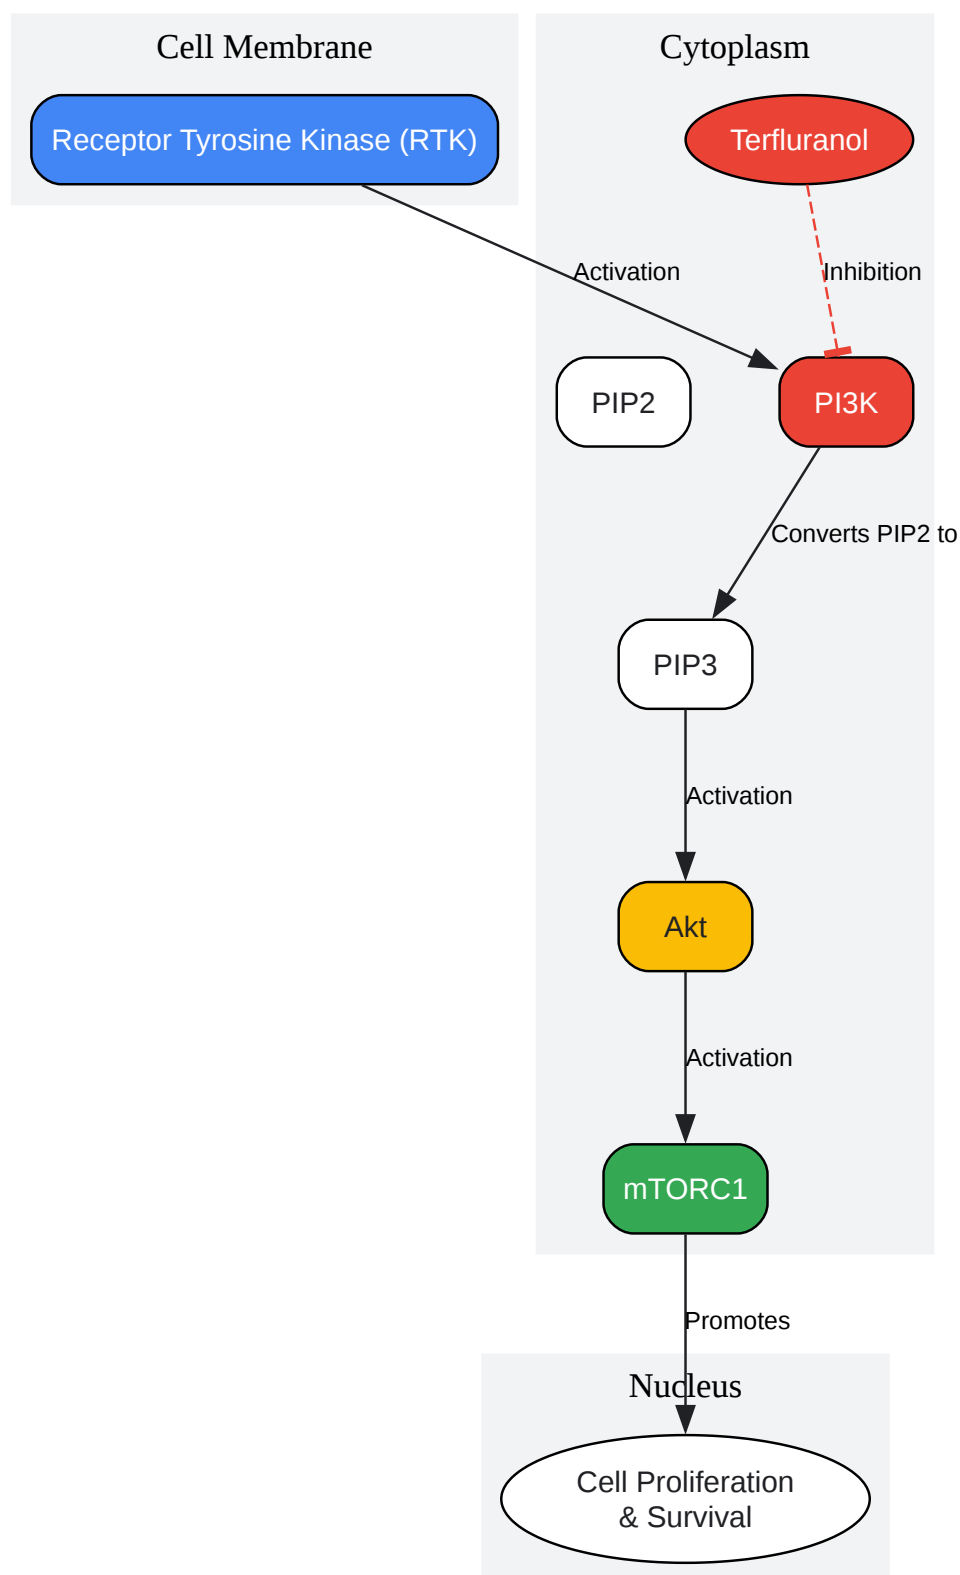 Cell Membrane
Cytoplasm
Receptor Tyrosine Kinase (RTK)
Terfluranol
Activation
Inhibition
PIP2
PI3K
Converts PIP2 to
PIP3
Activation
Akt
Activation
mTORC1
Promotes
Nucleus
Cell Proliferation
& Survival